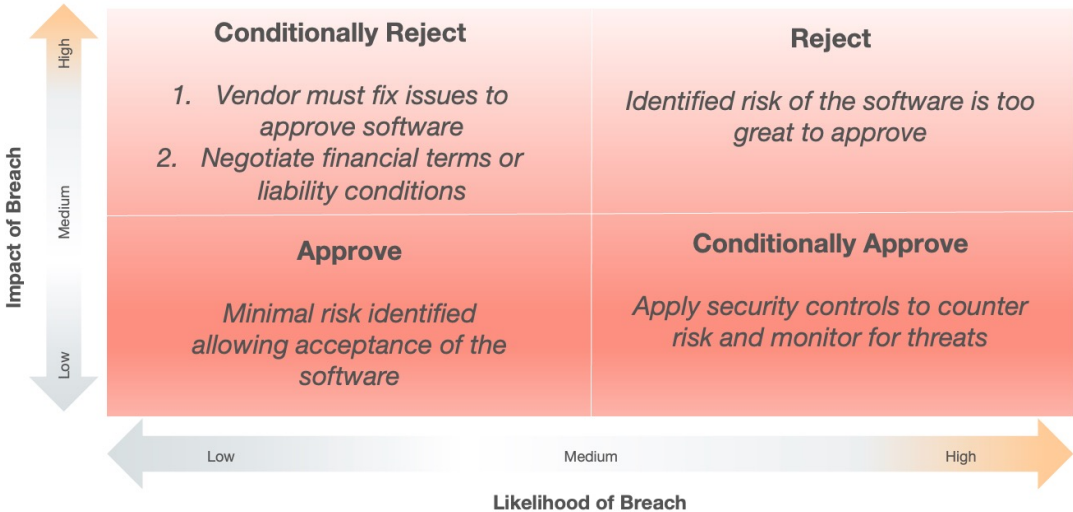 High
Medium
Low
Impact of Breach
Conditionally Reject
1. Vendor must fix issues to
approve software
2. Negotiate financial terms or
liability conditions
Reject
Identified risk of the software is too
great to approve
Approve
Minimal risk identified
allowing acceptance of the
software
Conditionally Approve
Apply security controls to counter
risk and monitor for threats
Low
Medium
High
Likelihood of Breach